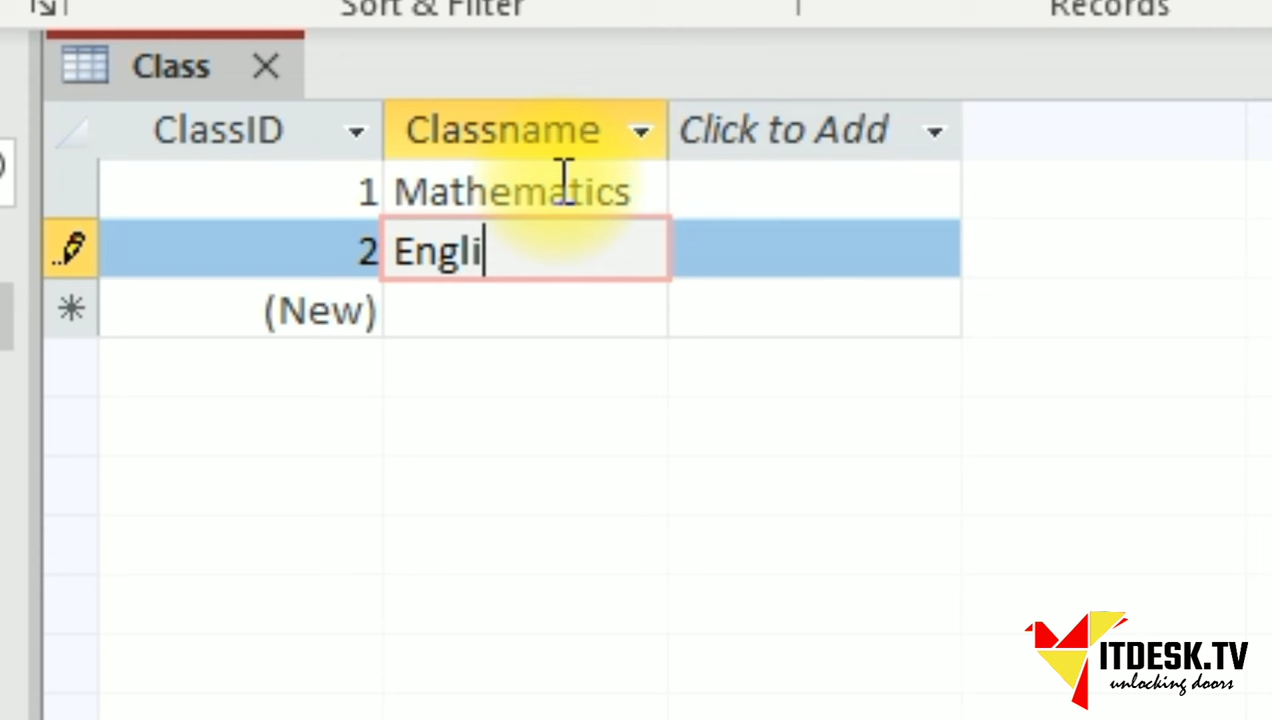 Sort & Filter
Records
Class
ClassID Classname Click to Add
1 Mathematics
2 Engli
(New)
ITDESK.TV
unlocking doors